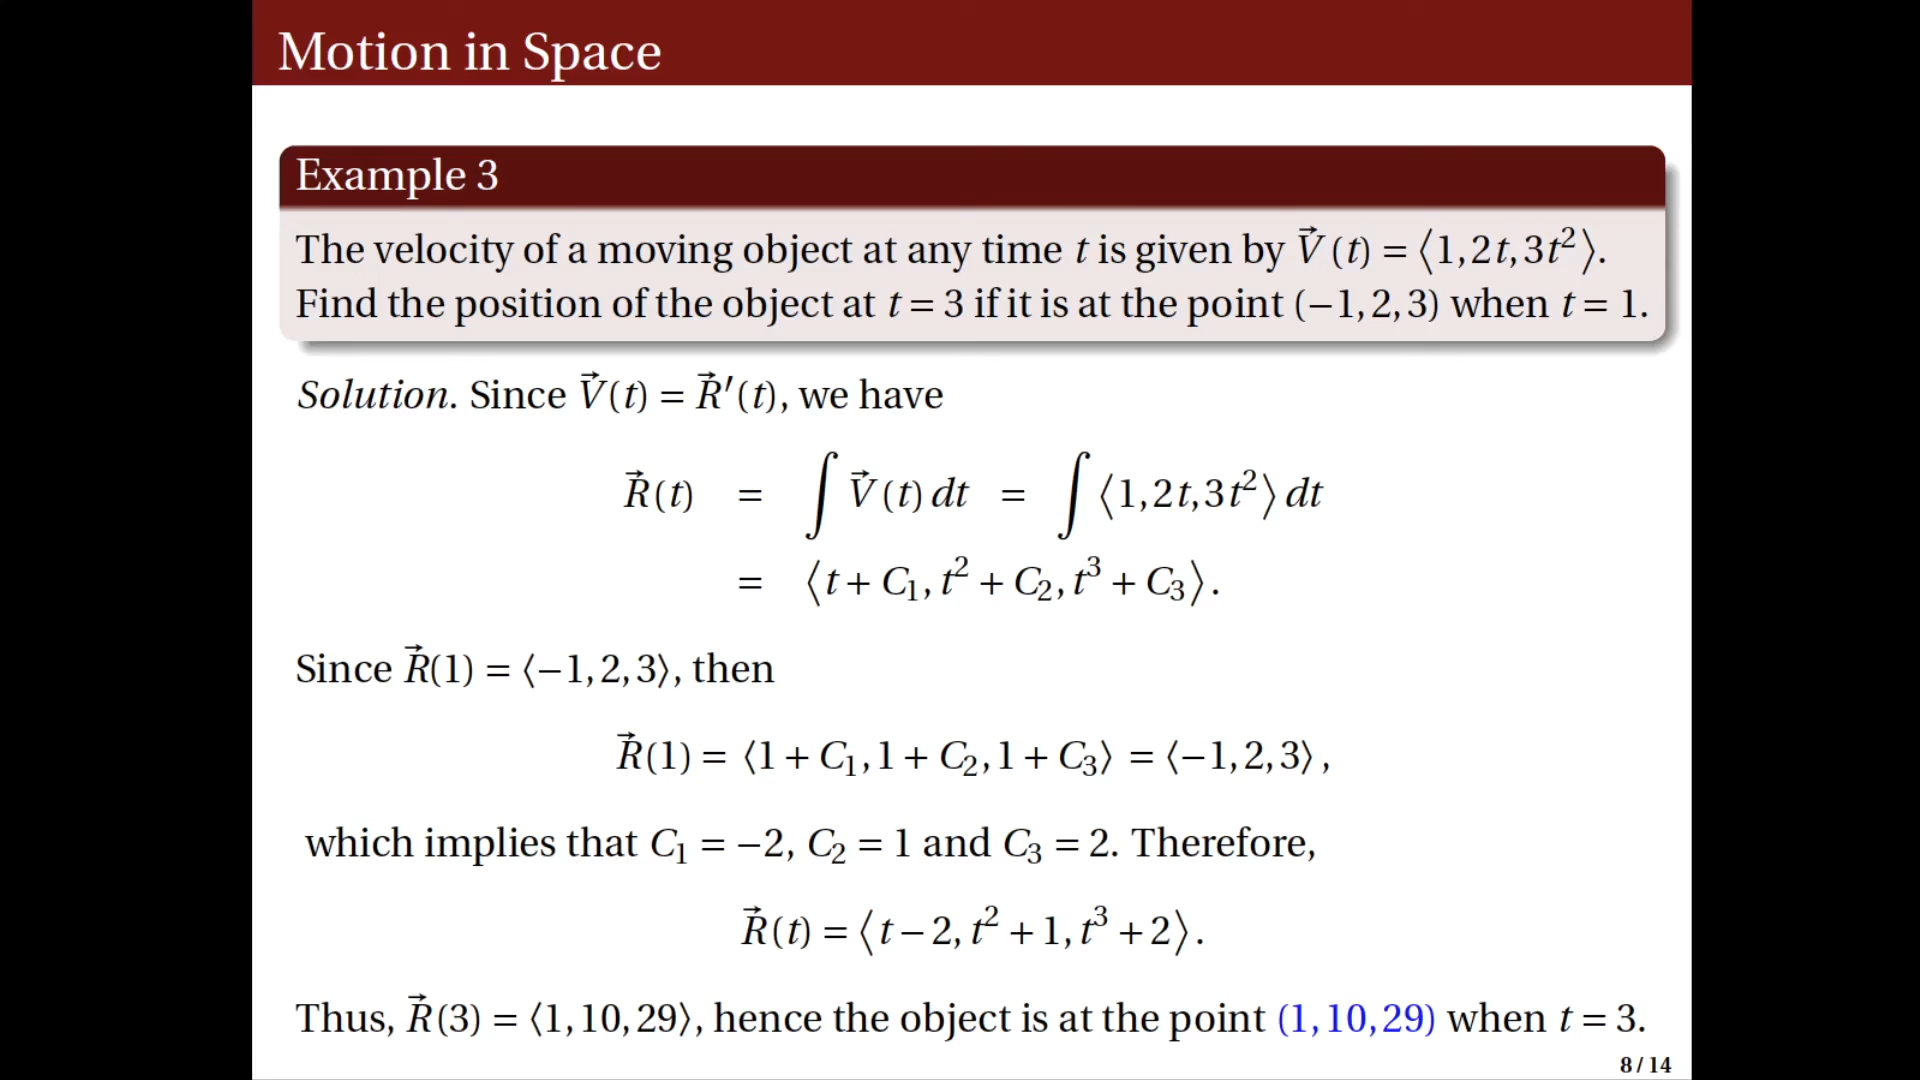 Motion in Space
Example 3
The velocity of a moving object at any time t is given by V⃗(t) = ⟨1,2t,3t²⟩.
Find the position of the object at t = 3 if it is at the point (−1,2,3) when t = 1.
Solution. Since V⃗(t) = R⃗′(t), we have
R⃗(t) = ∫ V⃗(t) dt = ∫ ⟨1,2t,3t²⟩ dt
= ⟨t + C₁, t² + C₂, t³ + C₃⟩.
Since R⃗(1) = ⟨−1,2,3⟩, then
R⃗(1) = ⟨1 + C₁, 1 + C₂, 1 + C₃⟩ = ⟨−1,2,3⟩,
which implies that C₁ = −2, C₂ = 1 and C₃ = 2. Therefore,
R⃗(t) = ⟨t − 2, t² + 1, t³ + 2⟩.
Thus, R⃗(3) = ⟨1,10,29⟩, hence the object is at the point (1,10,29) when t = 3.
8 / 14